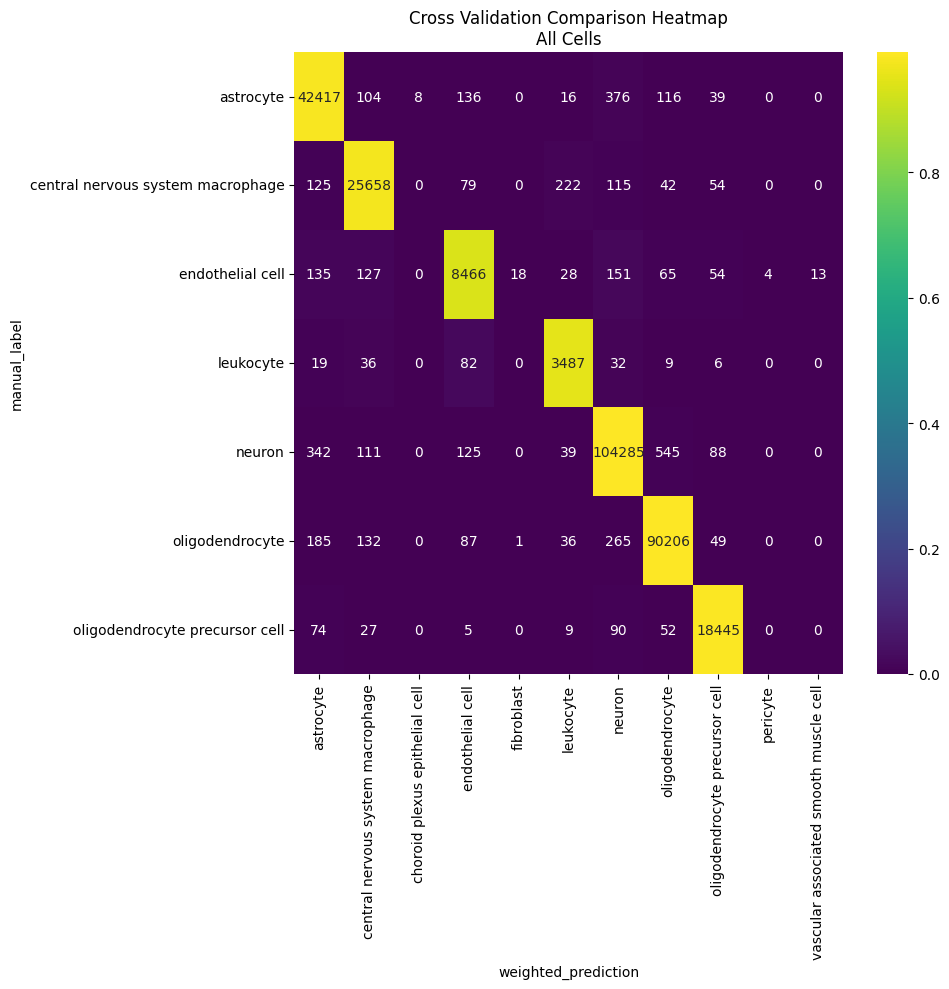 Cross Validation Comparison Heatmap
All Cells
manual_label
astrocyte 42417 104 8 136 0 16 376 116 39 0 0
central nervous system macrophage 125 25658 0 79 0 222 115 42 54 0 0
endothelial cell 135 127 0 8466 18 28 151 65 54 4 13
leukocyte 19 36 0 82 0 3487 32 9 6 0 0
neuron 342 111 0 125 0 39 104285 545 88 0 0
oligodendrocyte 185 132 0 87 1 36 265 90206 49 0 0
oligodendrocyte precursor cell 74 27 0 5 0 9 90 52 18445 0 0
astrocyte
central nervous system macrophage
choroid plexus epithelial cell
endothelial cell
fibroblast
leukocyte
neuron
oligodendrocyte
oligodendrocyte precursor cell
pericyte
vascular associated smooth muscle cell
weighted_prediction
0.8
0.6
0.4
0.2
0.0